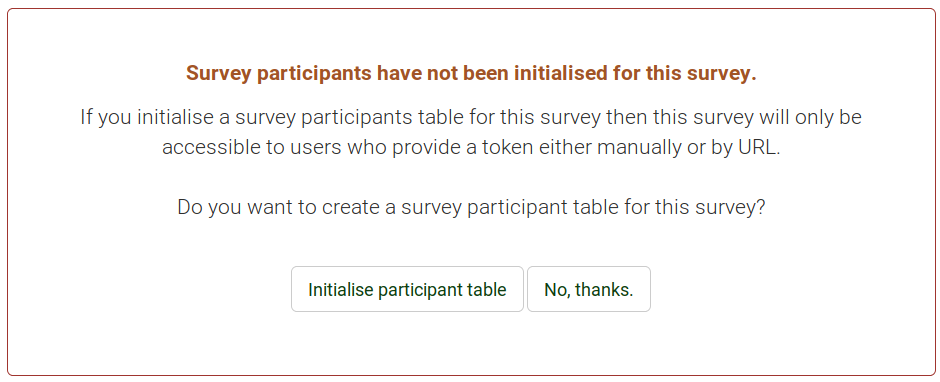 Survey participants have not been initialised for this survey.
If you initialise a survey participants table for this survey then this survey will only be
accessible to users who provide a token either manually or by URL.
Do you want to create a survey participant table for this survey?
Initialise participant table
No, thanks.